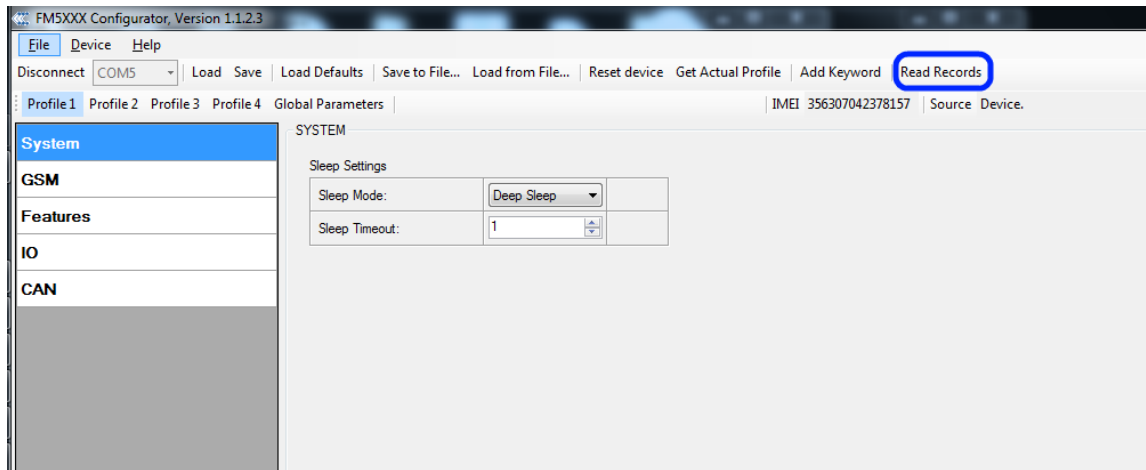 FM5XXX Configurator, Version 1.1.2.3
File Device Help
Disconnect COM5 Load Save Load Defaults Save to File... Load from File... Reset device Get Actual Profile Add Keyword Read Records
Profile 1 Profile 2 Profile 3 Profile 4 Global Parameters IMEI 356307042378157 Source Device.
System
SYSTEM
GSM
Sleep Settings
Sleep Mode: Deep Sleep
Features
Sleep Timeout: 1
IO
CAN